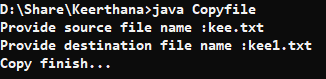 D:\Share\Keerthana>java Copyfile
Provide source file name :kee.txt
Provide destination file name :kee1.txt
Copy finish...